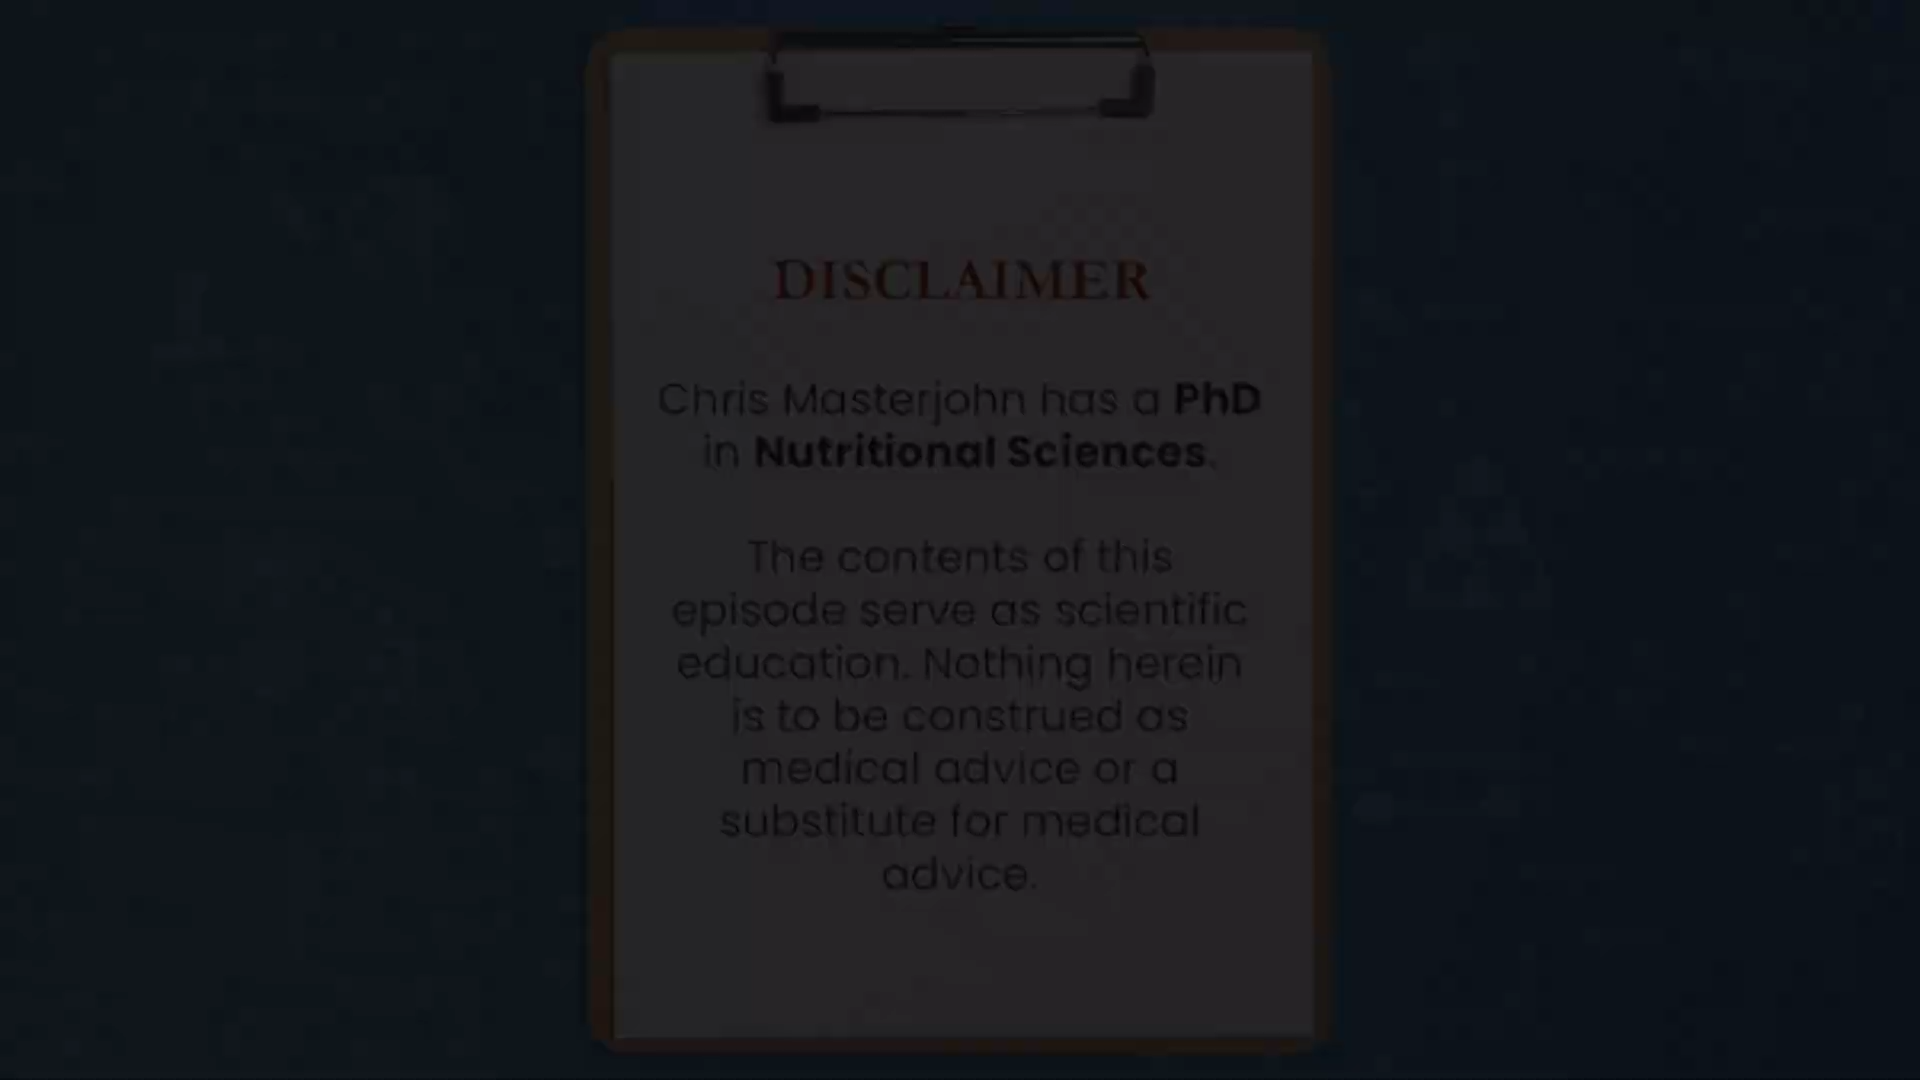 DISCLAIMER
Chris Masterjohn has a PhD
in Nutritional Sciences.
The contents of this
episode serve as scientific
education. Nothing herein
is to be construed as
medical advice or a
substitute for medical
advice.